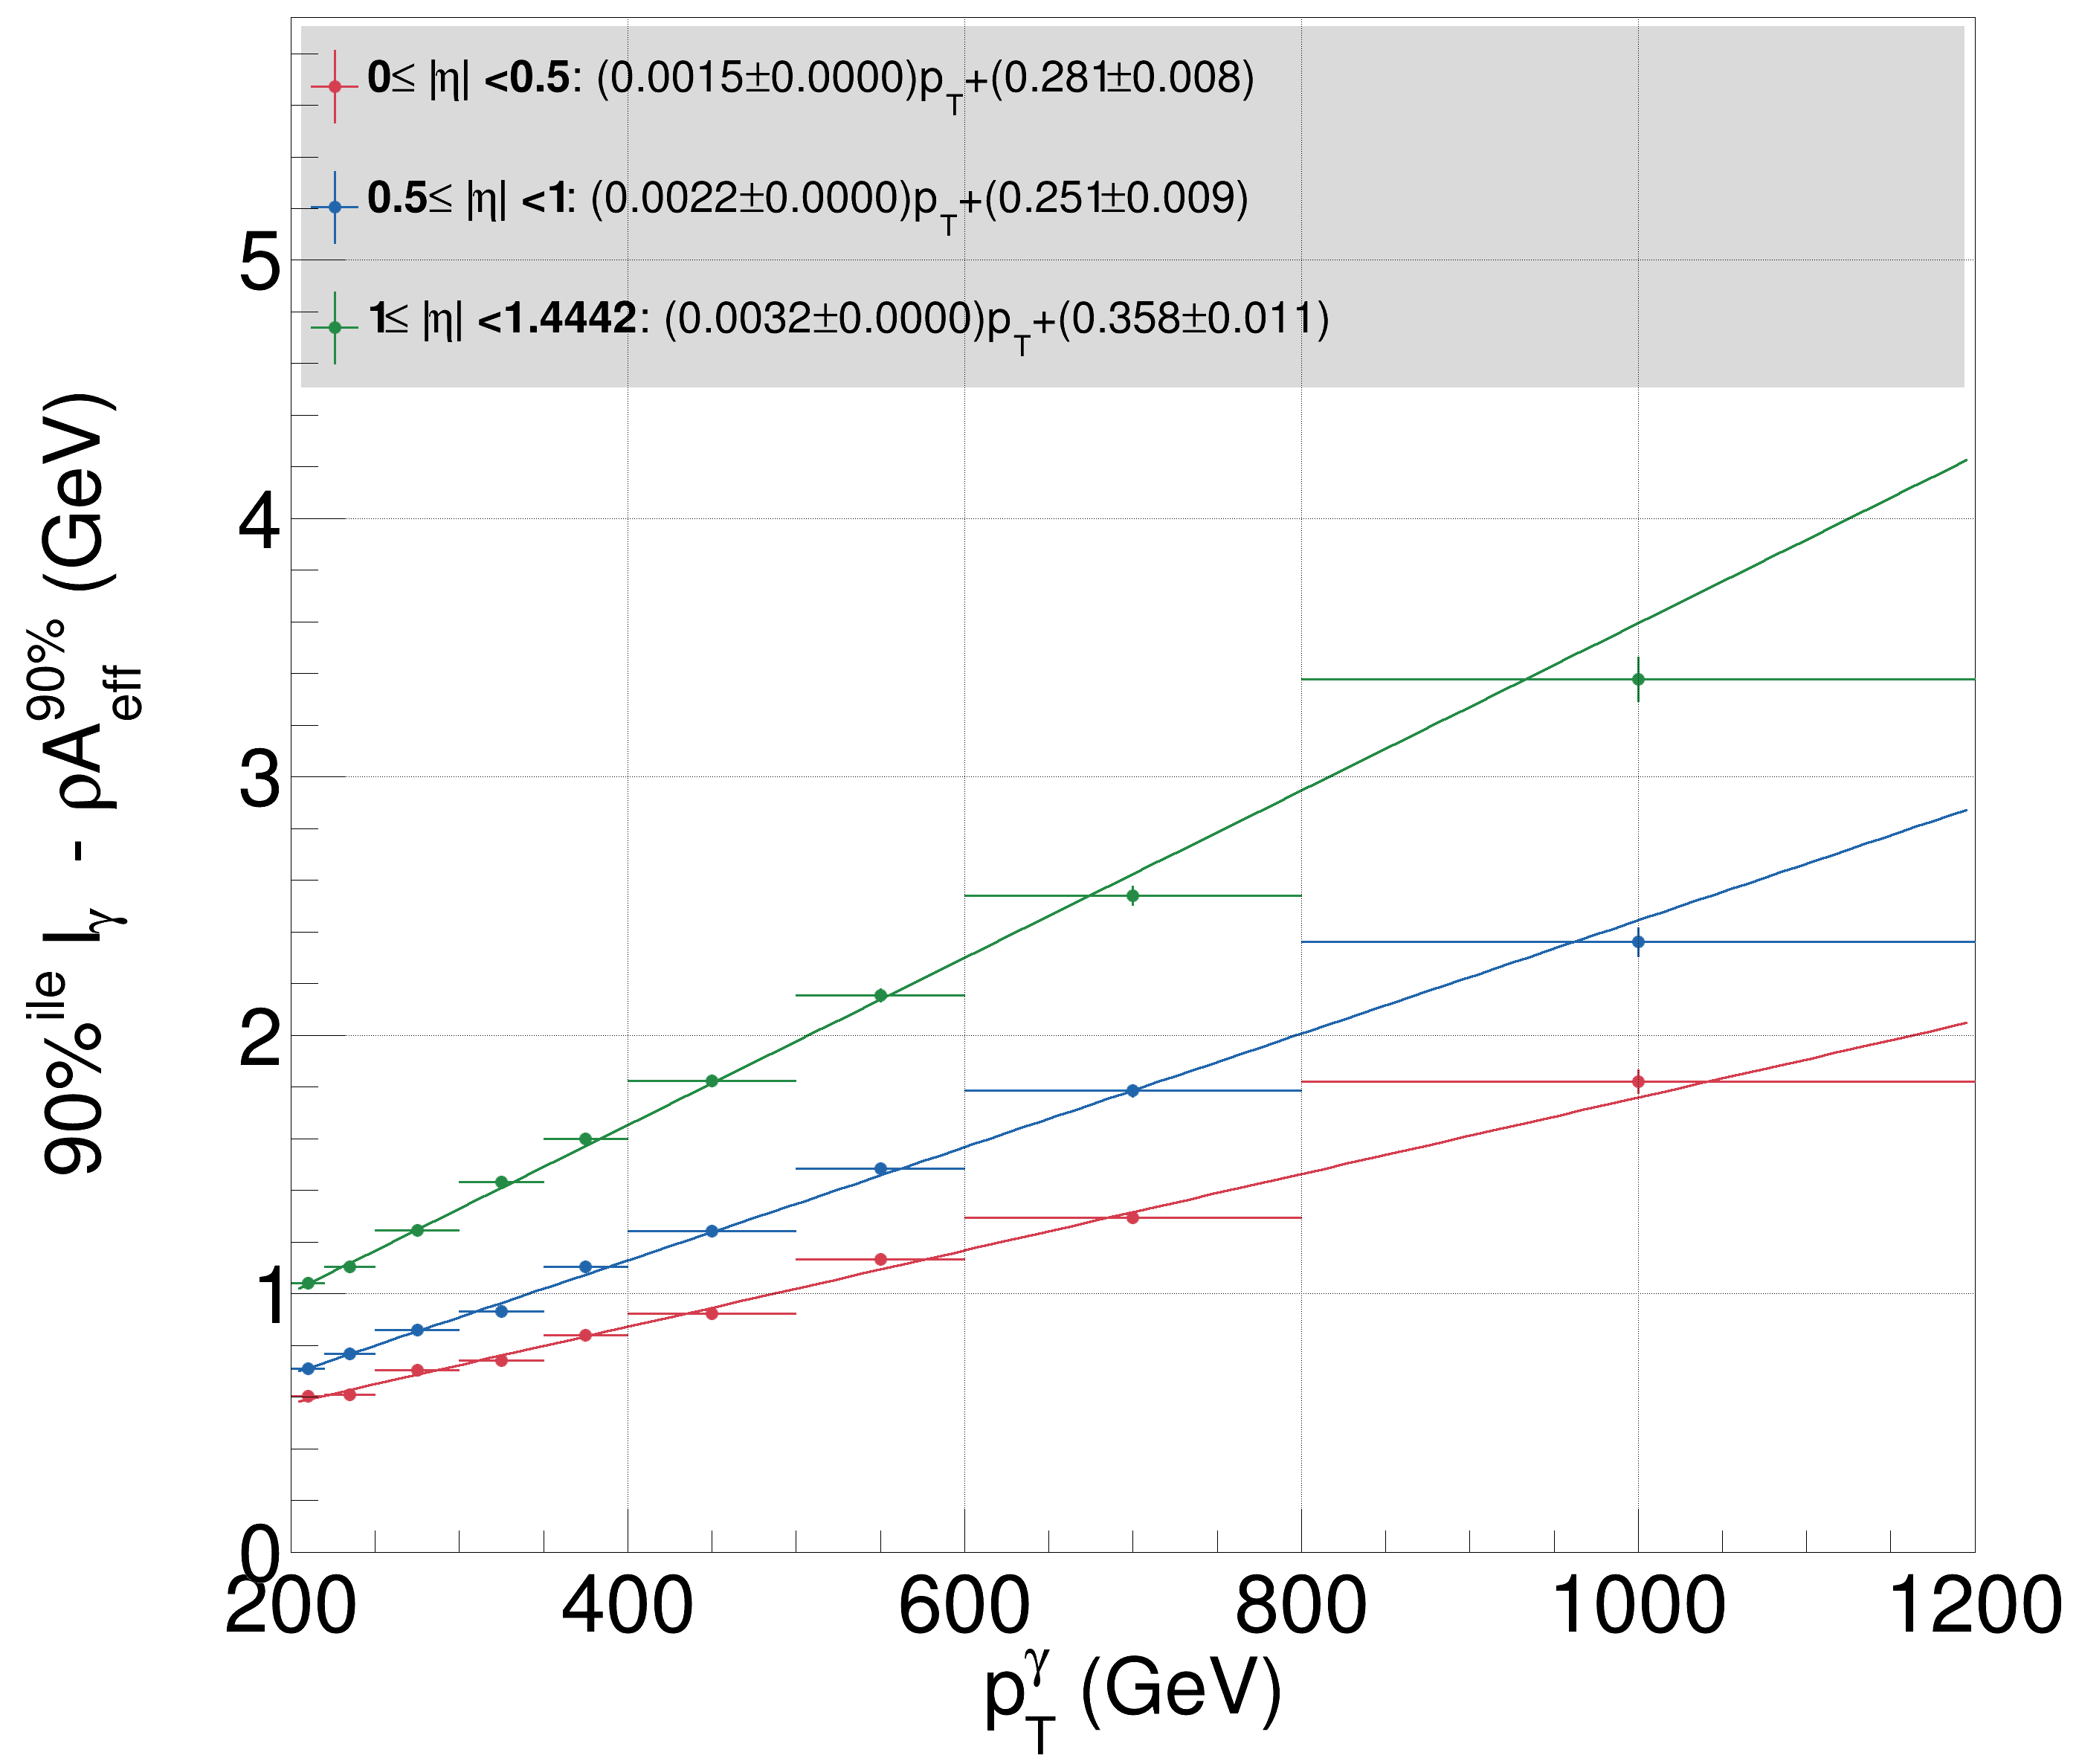 0≤ |η| <0.5: (0.0015±0.0000)p_T+(0.281±0.008)
0.5≤ |η| <1: (0.0022±0.0000)p_T+(0.251±0.009)
1≤ |η| <1.4442: (0.0032±0.0000)p_T+(0.358±0.011)
90%^ile I_γ - ρA_eff^90% (GeV)
5
4
3
2
1
0
200 400 600 800 1000 1200
p_T^γ (GeV)